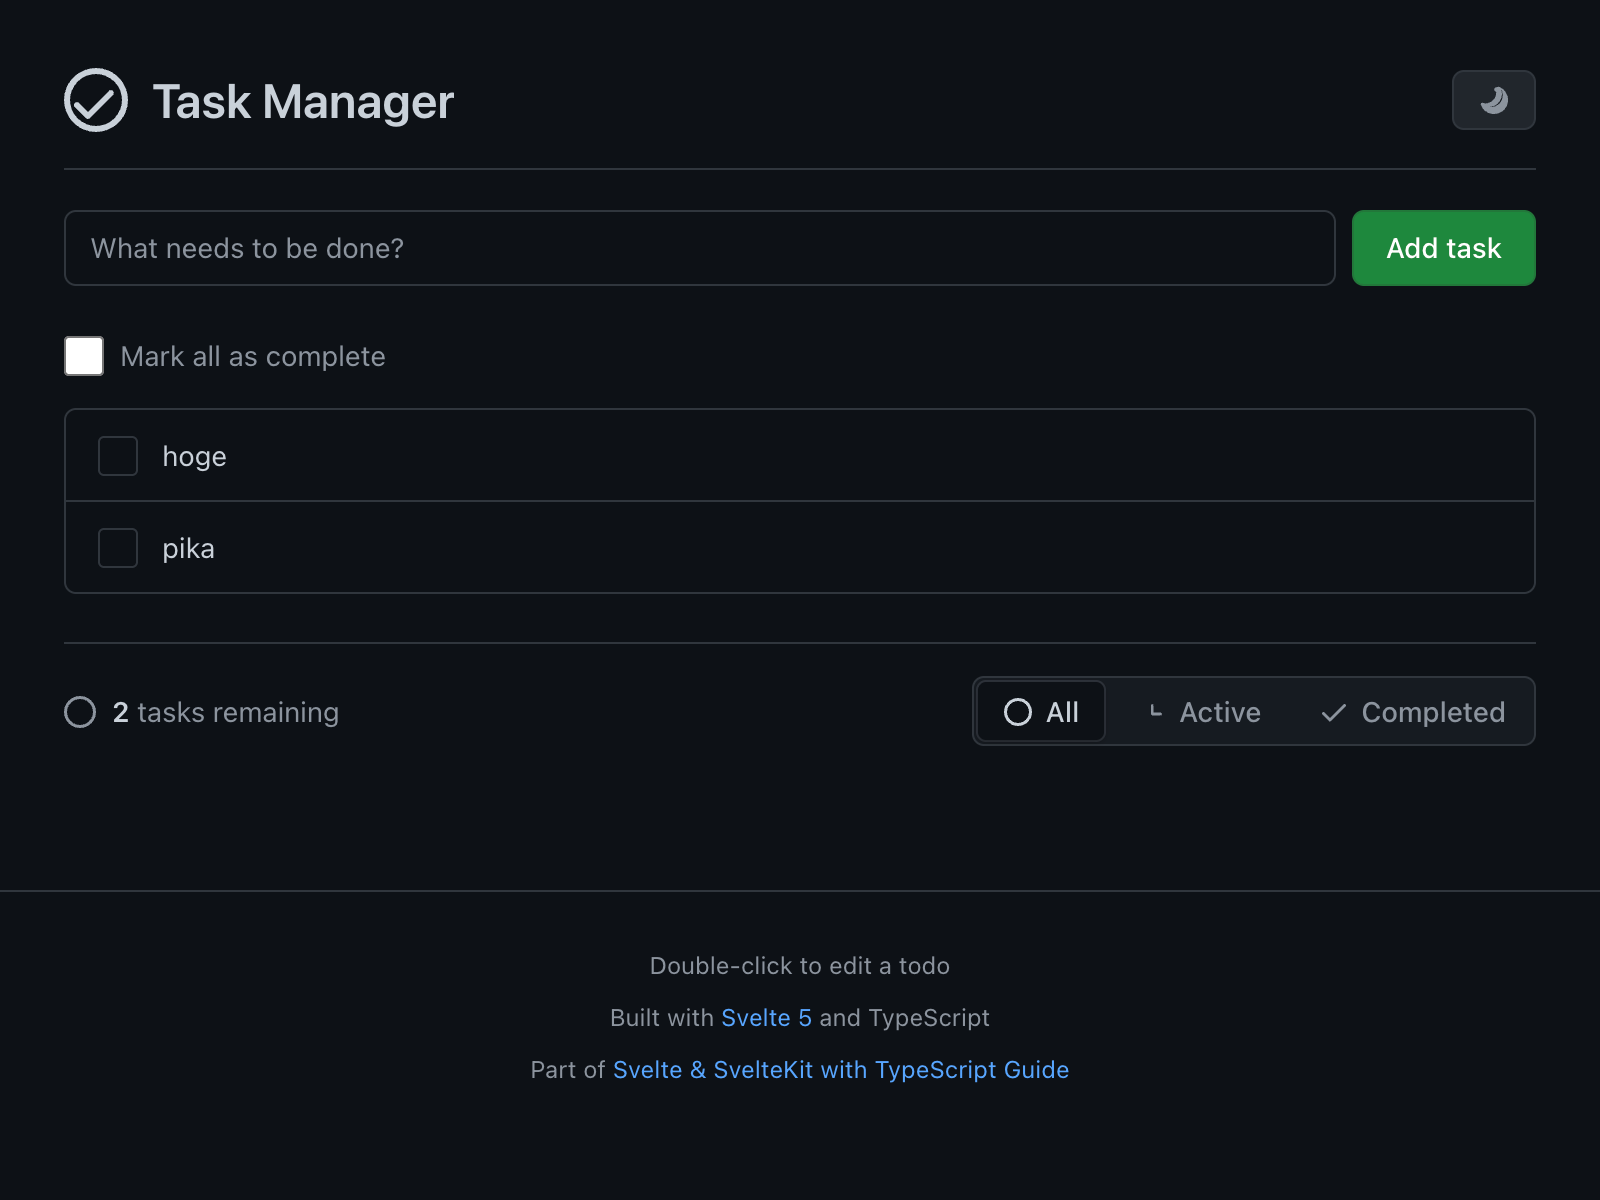 Task Manager
What needs to be done?
Add task
Mark all as complete
hoge
pika
2 tasks remaining
All
Active
Completed
Double-click to edit a todo
Built with Svelte 5 and TypeScript
Part of Svelte & SvelteKit with TypeScript Guide